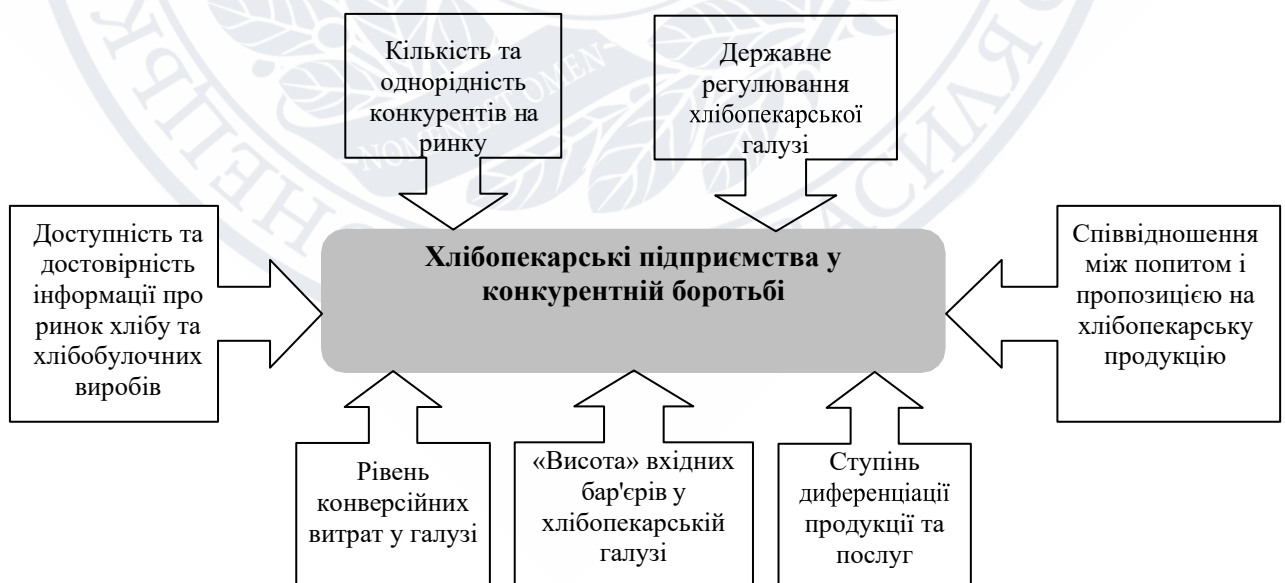 Кількість та
однорідність
конкурентів на
ринку
Державне
регулювання
хлібопекарської
галузі
Доступність та
достовірність
інформації про
ринок хлібу та
хлібобулочних
виробів
Хлібопекарські підприємства у
конкурентній боротьбі
Співвідношення
між попитом і
пропозицією на
хлібопекарську
продукцію
Рівень
конверсійних
витрат у галузі
«Висота» вхідних
бар'єрів у
хлібопекарській
галузі
Ступінь
диференціації
продукції та
послуг